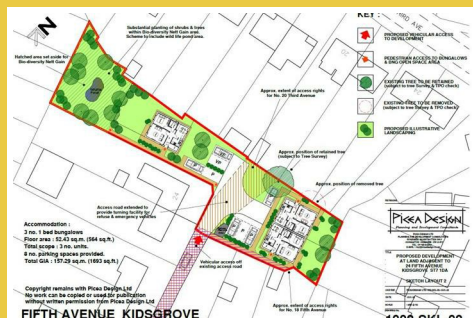 KEY :
N
Substantial planting of shrubs & trees
within Bio-diversity Nett Gain area.
Scheme to include wild life pond area.
Hatched area set aside for
Bio-diversity Nett Gain
PROPOSED VEHICULAR ACCESS
TO DEVELOPMENT
PEDESTRIAN ACCESS TO BUNGALOWS
& BNG OPEN SPACE AREA
EXISTING TREE TO BE RETAINED
(subject to tree Survey & TPO check)
EXISTING TREE TO BE REMOVED
(subject to tree Survey & TPO check)
PROPOSED ILLUSTRATIVE
LANDSCAPING
Approx. extent of access rights
for No. 20 Third Avenue
Approx. position of retained tree
(subject to Tree Survey)
Approx. position of removed tree
Access road extended to
provide turning facility for
refuse & emergency vehicles
Vehicular access off
existing access road
Approx. extent of access rights
for No. 18 Fifth Avenue
Accommodation :
3 no. 1 bed bungalows
Floor area : 52.43 sq.m. (564 sq.ft.)
Total scope : 3 no. units.
8 no. parking spaces provided.
Total GIA : 157.29 sq.m. (1693 sq.ft.)
Copyright remains with Picea Design Ltd
No work can be copied or used for publication
without written permission from Picea Design Ltd
FIFTH AVENUE KIDSGROVE
PICEA DESIGN
Planning and Development Consultants
PROPOSED DEVELOPMENT
AT LAND ADJACENT TO
24 FIFTH AVENUE
KIDSGROVE ST7 1DA
SKETCH LAYOUT 2